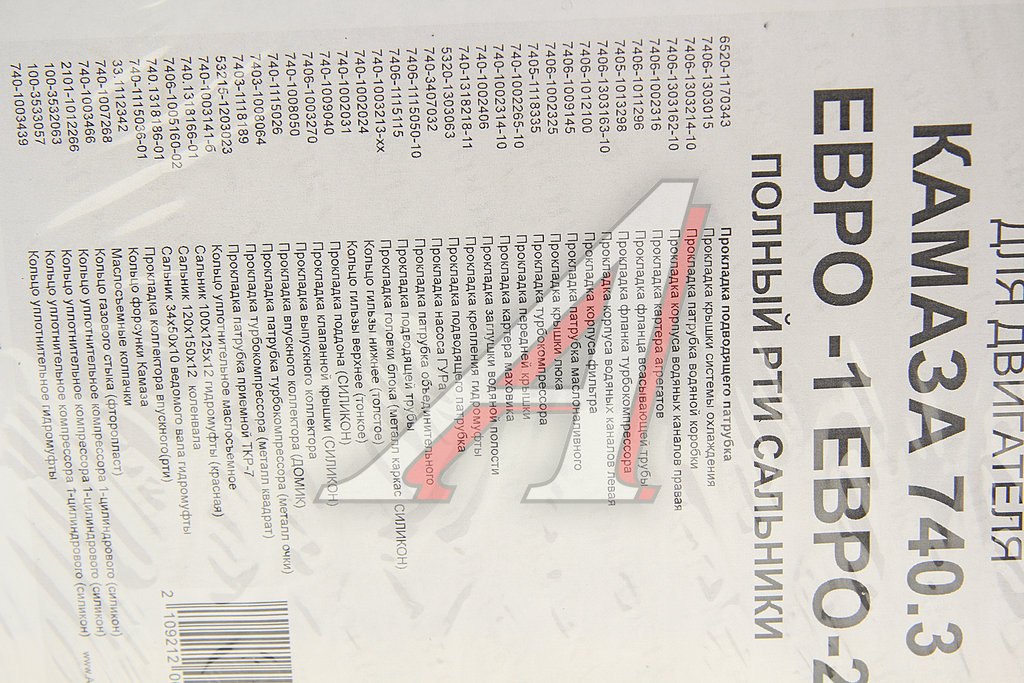 ДЛЯ ДВИГАТЕЛЯ
КАМАЗА 740.3
ЕВРО -1 ЕВРО-2
ПОЛНЫЙ РТИ САЛЬНИКИ
6520-1170343
7406-1303015
7406-1303214-10
7406-1303162-10
7406-1002316
7406-1011296
7405-1013298
7406-1303163-10
7406-1012100
7406-1009145
7406-1002325
7405-1118335
740-1002265-10
740-1002314-10
740-1002406
740-1318218-11
5320-1303063
740-3407032
7406-1115050-10
7406-1115115
740-1003213-хх
740-1002024
740-1002031
740-1009040
7406-1003270
740-1008050
740-1115026
7403-1008064
7403-1118189
53215-1203023
740-1003141-б
740.1318166-01
7406-1005160-02
740.1318186-01
740-1115036-01
33.1112342
740-1007268
740-1003466
2101-1012266
100-3532063
100-3533057
740-1003439
Прокладка подводящего патрубка
Прокладка крышки системы охлаждения
Прокладка патрубка водяной коробки
Прокладка корпуса водяных каналов правая
Прокладка картера агрегатов
Прокладка фланца всасывающей трубы
Прокладка фланка турбокомпрессора
Прокладка корпуса водяных каналов левая
Прокладка корпуса фильтра
Прокладка патрубка маслоналивного
Прокладка крышки люка
Прокладка турбокомпрессора
Прокладка передней крышки
Прокладка картера маховика
Прокладка заглушки водяной полости
Прокладка крепления гидромуфты
Прокладка подводящего патрубка
Прокладка насоса ГУРа
Прокладка патрубка объединительного
Прокладка подводящей трубы
Прокладка головки блока (металл каркас СИЛИКОН)
Кольцо гильзы нижнее (толстое)
Кольцо гильзы верхнее (тонкое)
Прокладка поддона (СИЛИКОН)
Прокладка клапанной крышки (СИЛИКОН)
Прокладка выпускного коллектора
Прокладка впускного коллектора (ДОМИК)
Прокладка турбокомпрессора (металл очки)
Прокладка турбокомпрессора (металл квадрат)
Прокладка патрубка приемной ТКР-7
Прокладка уплотнительное маслосъемное
Кольцо уплотнительное (красная)
Сальник 100х125х12 гидромуфты
Сальник 120х150х12 коленвала
Сальник 34х50х10 ведомого вала гидромуфты
Прокладка коллектора впускного(рти)
Кольцо форсунки Камаза
Маслосъемные колпачки
Кольцо газового стыка (фторопласт)
Кольцо уплотнительное компрессора 1-цилиндрового (силикон)
Кольцо уплотнительное компрессора 1-цилиндрового (силикон)
Кольцо уплотнительное компрессора 1-цилиндрового (силикон)
Кольцо уплотнительное гидромуфты
2 109212 0
www.A